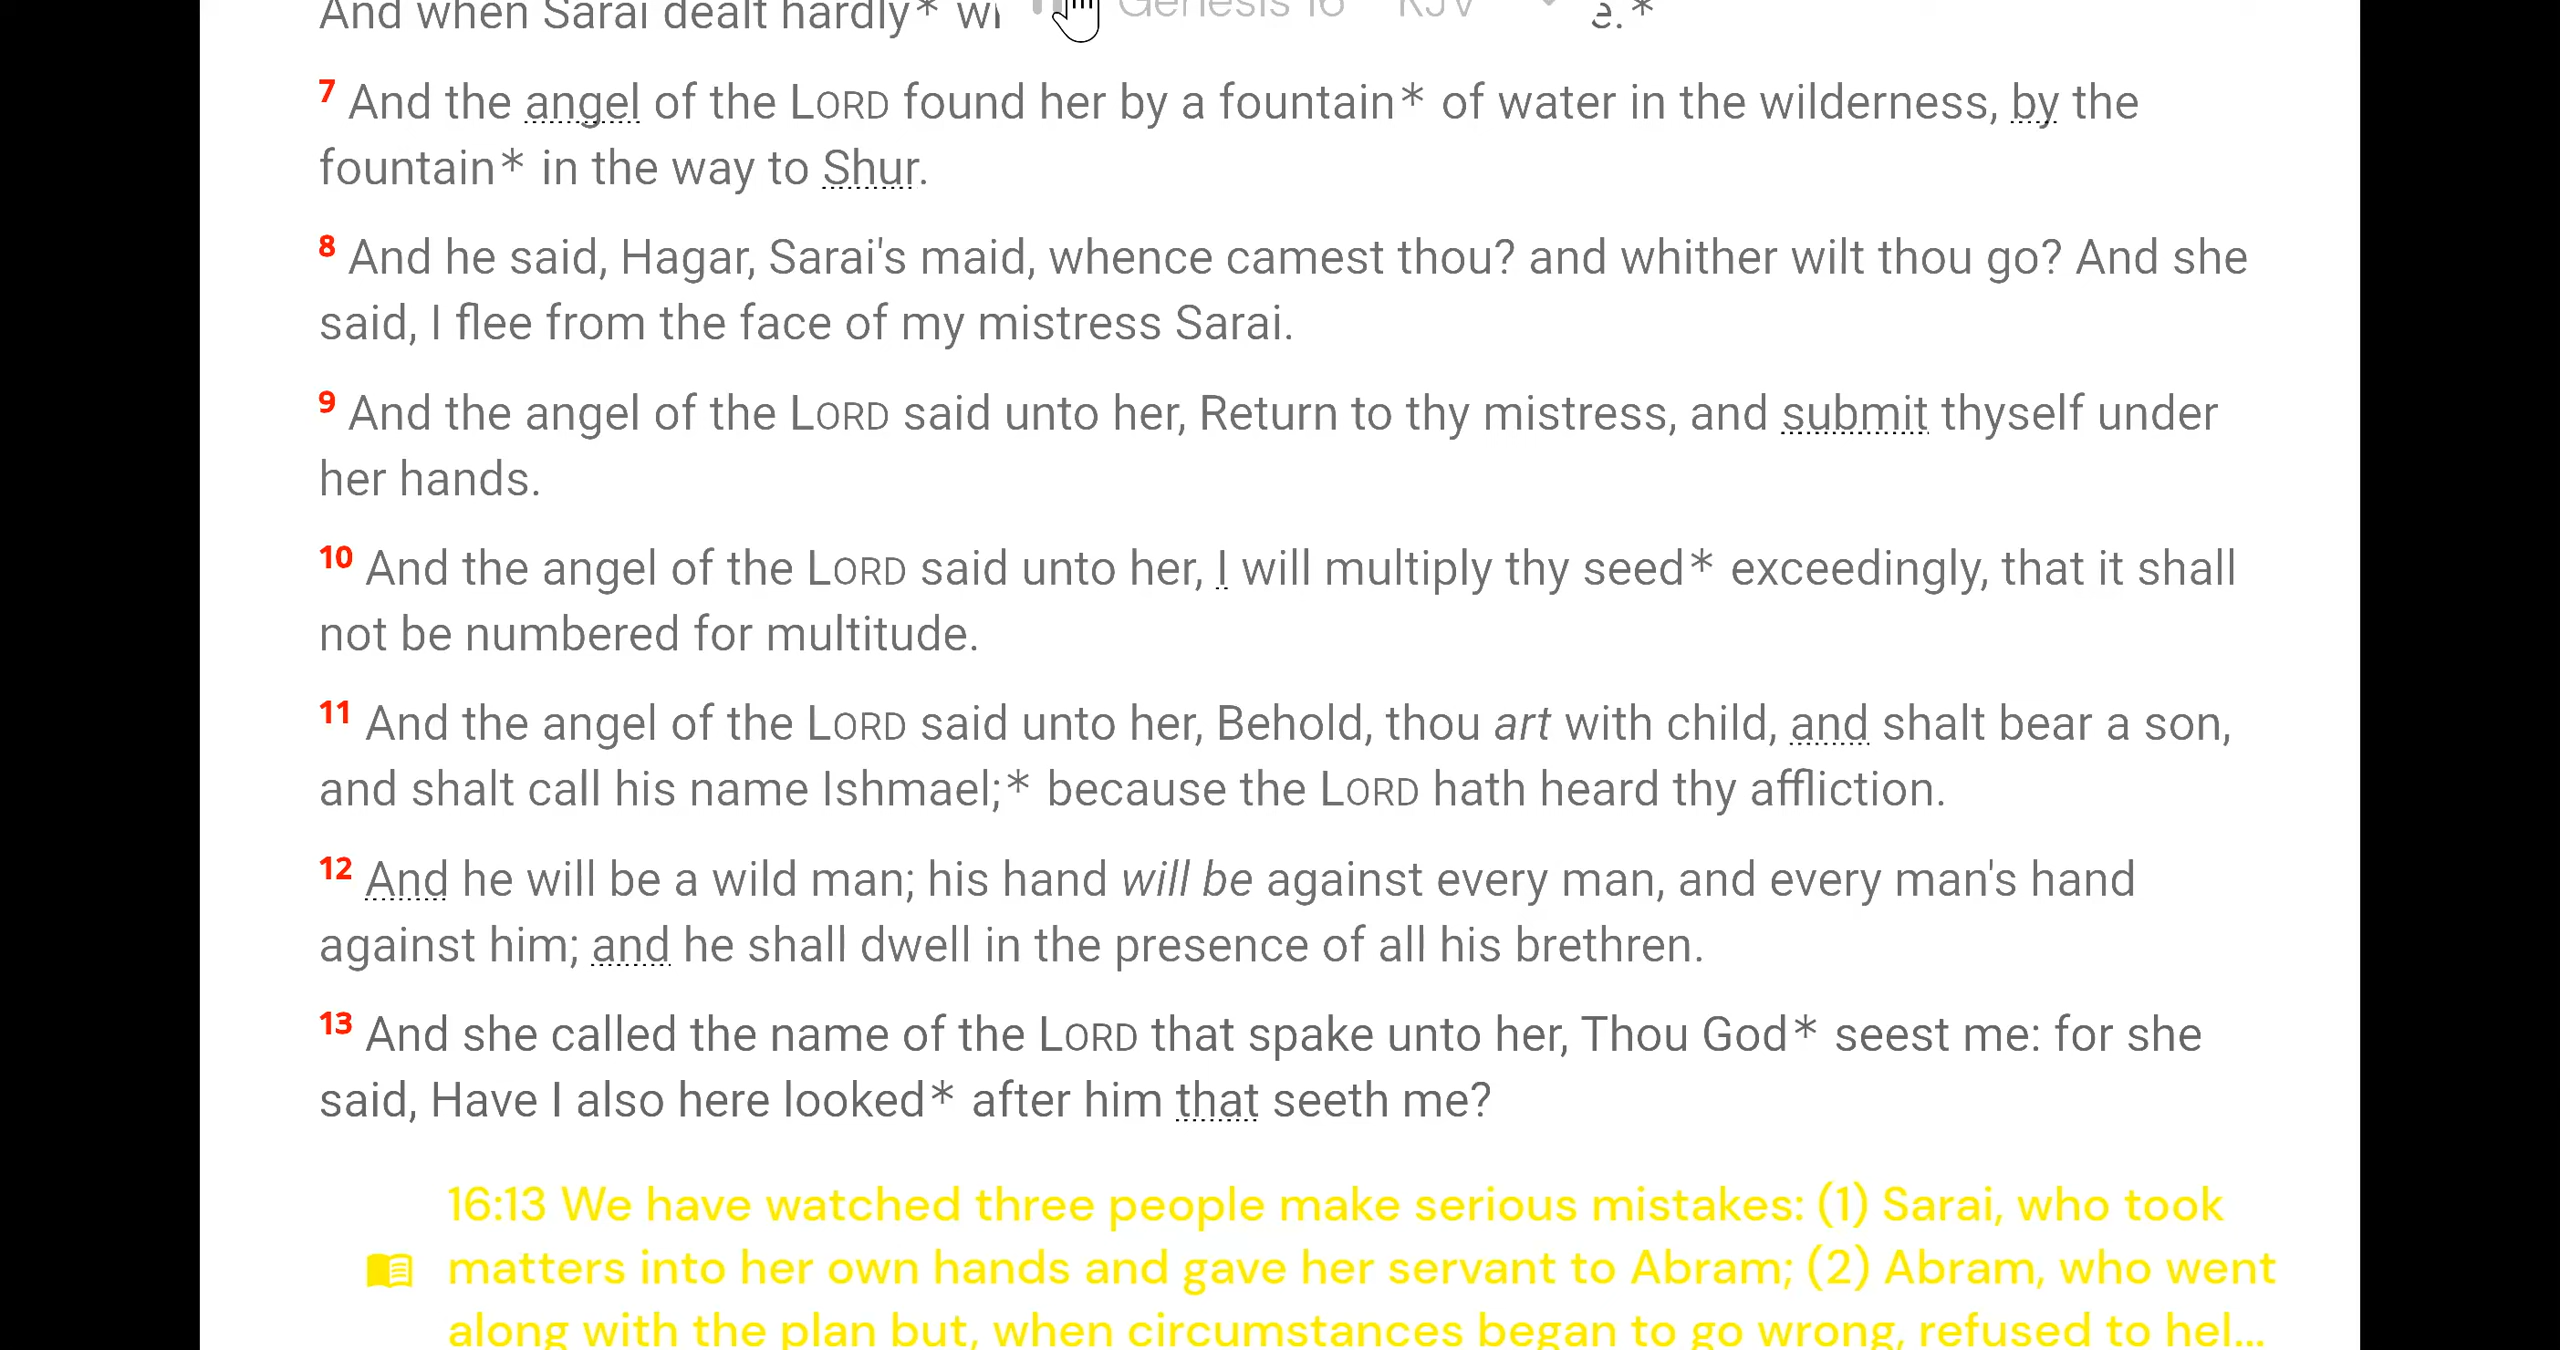 And when Sarai dealt hardly* wi Genesis 16 KJV e.*
7 And the angel of the LORD found her by a fountain* of water in the wilderness, by the
fountain* in the way to Shur.
8 And he said, Hagar, Sarai's maid, whence camest thou? and whither wilt thou go? And she
said, I flee from the face of my mistress Sarai.
9 And the angel of the LORD said unto her, Return to thy mistress, and submit thyself under
her hands.
10 And the angel of the LORD said unto her, I will multiply thy seed* exceedingly, that it shall
not be numbered for multitude.
11 And the angel of the LORD said unto her, Behold, thou art with child, and shalt bear a son,
and shalt call his name Ishmael;* because the LORD hath heard thy affliction.
12 And he will be a wild man; his hand will be against every man, and every man's hand
against him; and he shall dwell in the presence of all his brethren.
13 And she called the name of the LORD that spake unto her, Thou God* seest me: for she
said, Have I also here looked* after him that seeth me?
16:13 We have watched three people make serious mistakes: (1) Sarai, who took
matters into her own hands and gave her servant to Abram; (2) Abram, who went
along with the plan but, when circumstances began to go wrong, refused to hel...